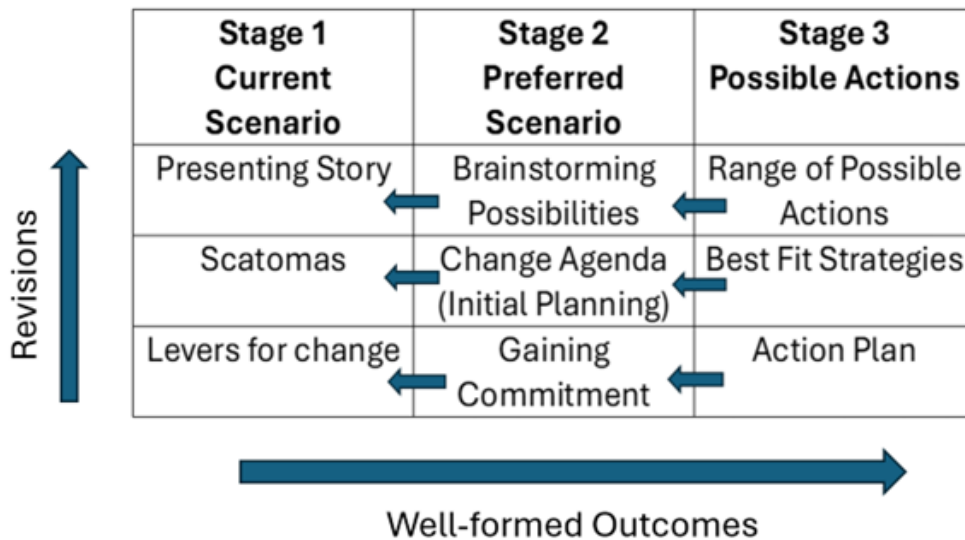 Stage 1
Current
Scenario
Stage 2
Preferred
Scenario
Stage 3
Possible Actions
Presenting Story
Brainstorming
Possibilities
Range of Possible
Actions
Scatomas
Change Agenda
(Initial Planning)
Best Fit Strategies
Levers for change
Gaining
Commitment
Action Plan
Revisions
Well-formed Outcomes